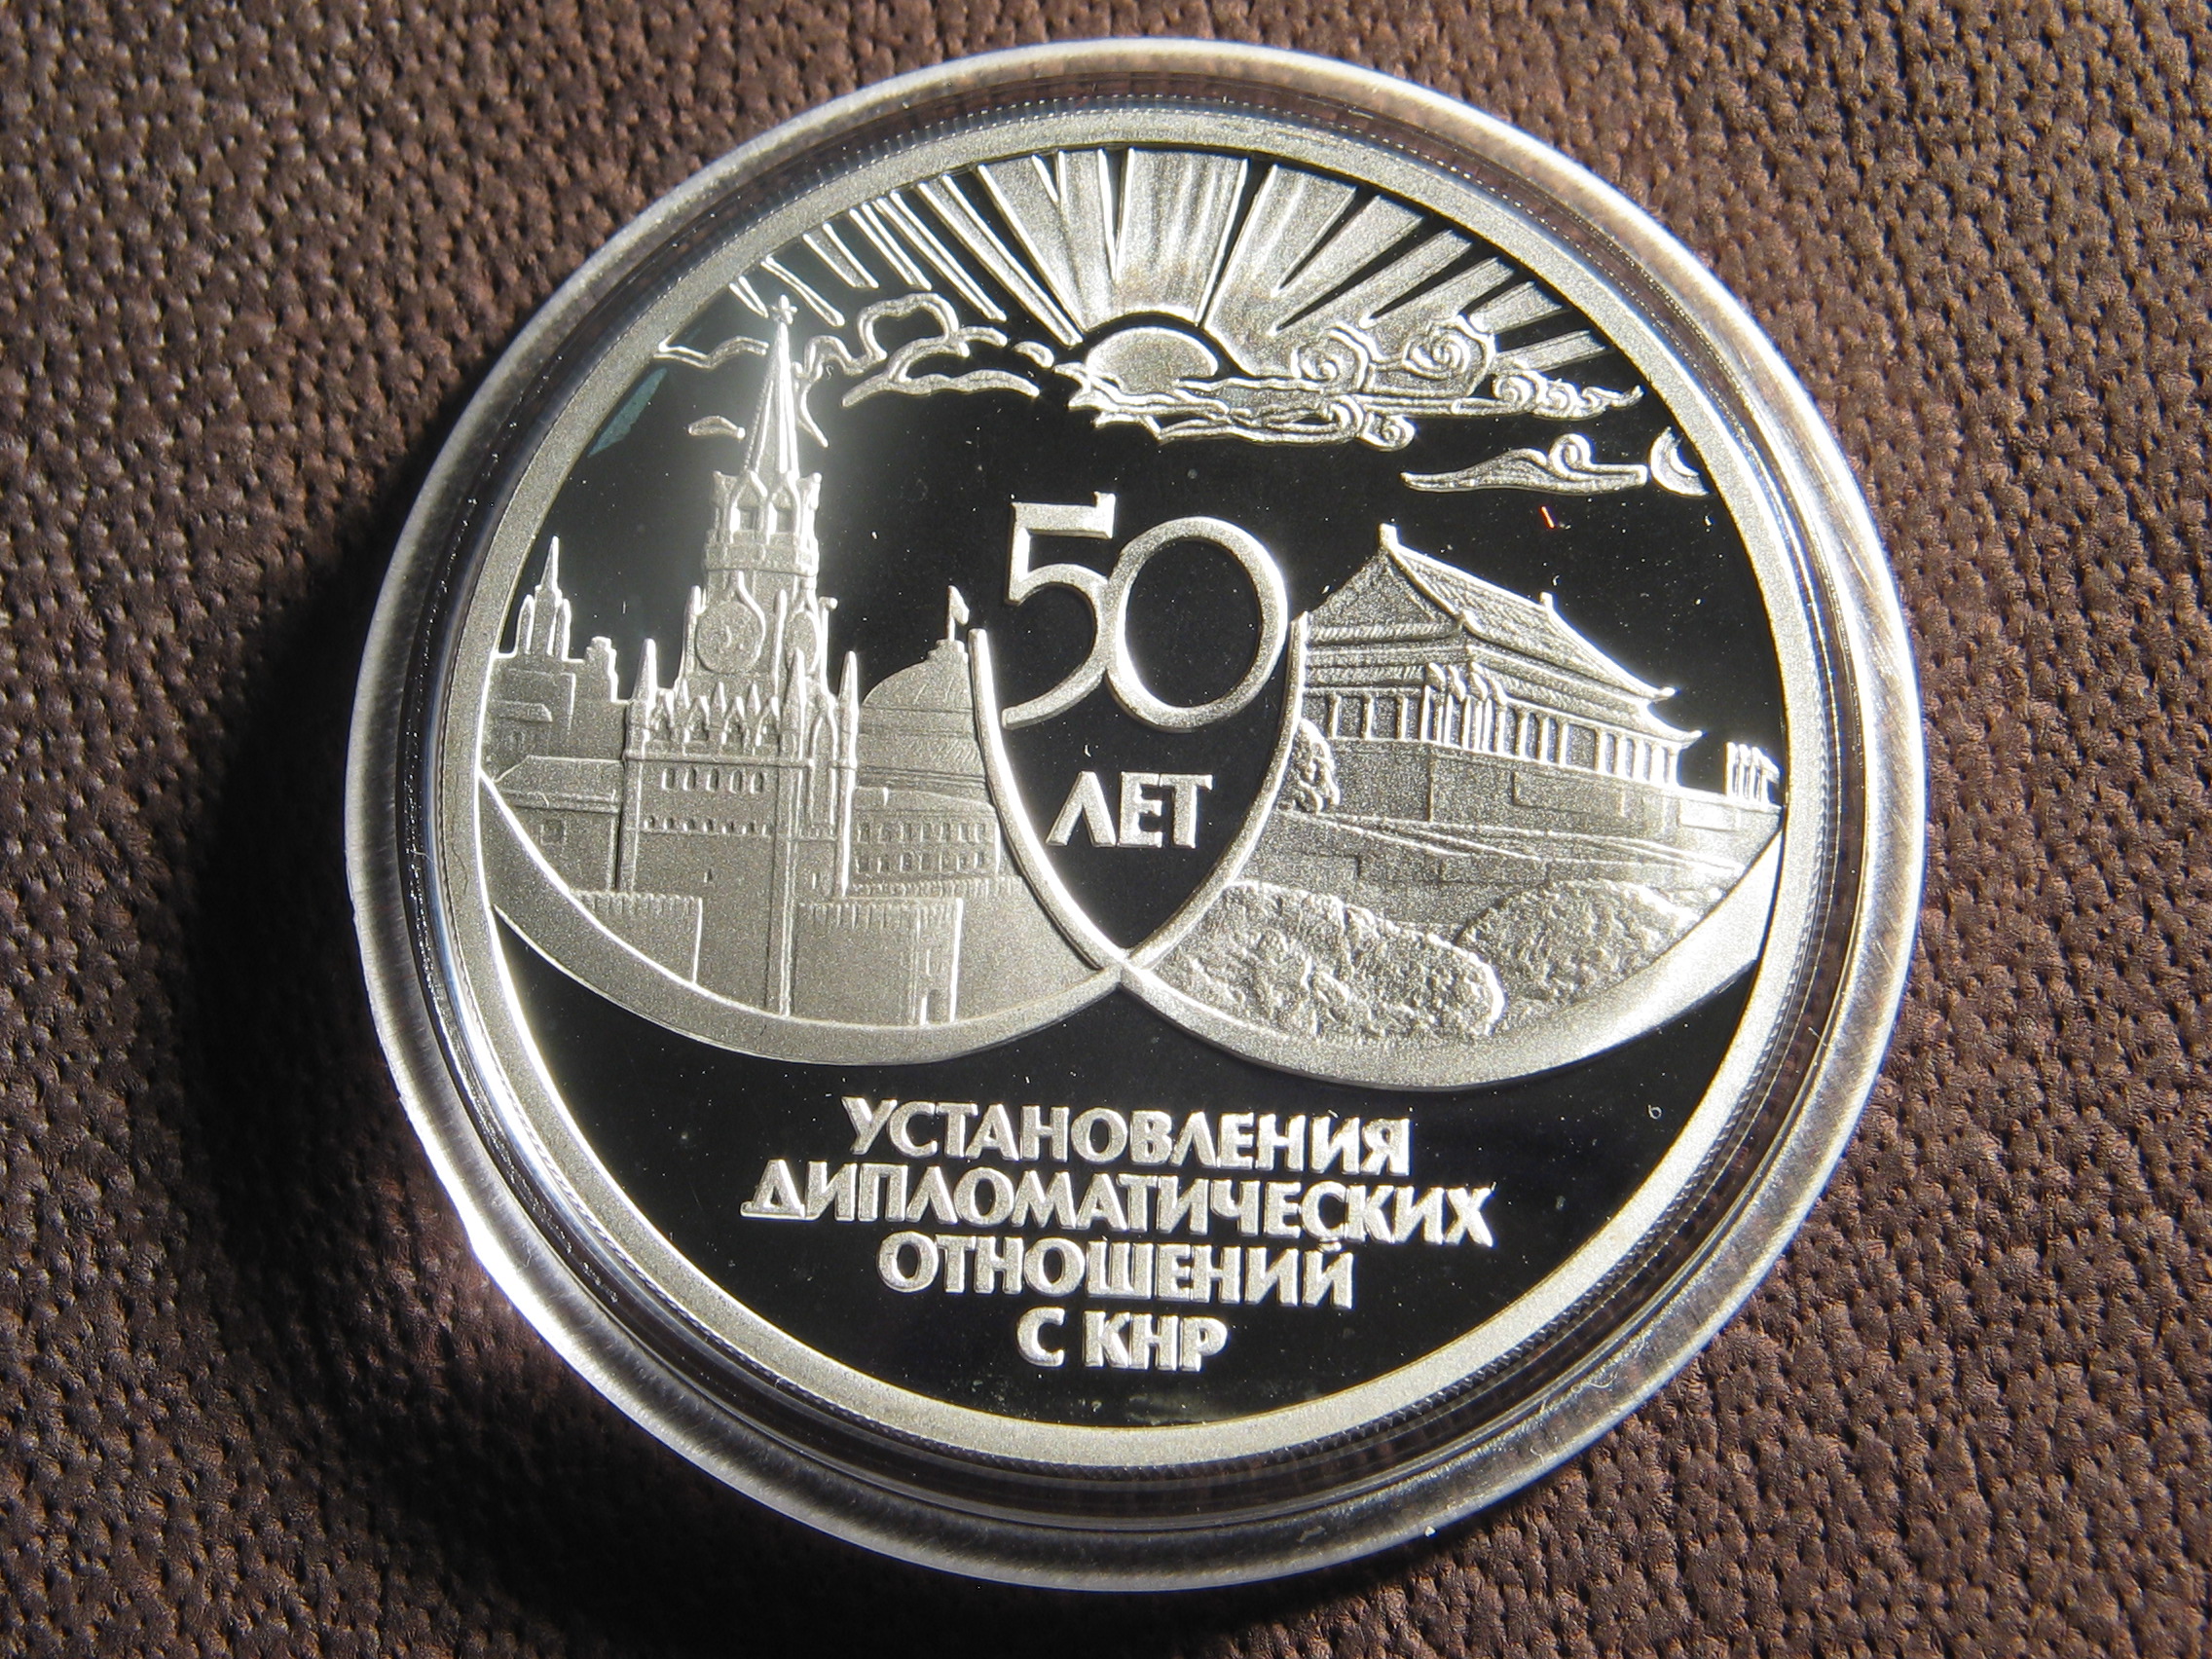 50
ЛЕТ
УСТАНОВЛЕНИЯ
ДИПЛОМАТИЧЕСКИХ
ОТНОШЕНИЙ
С КНР